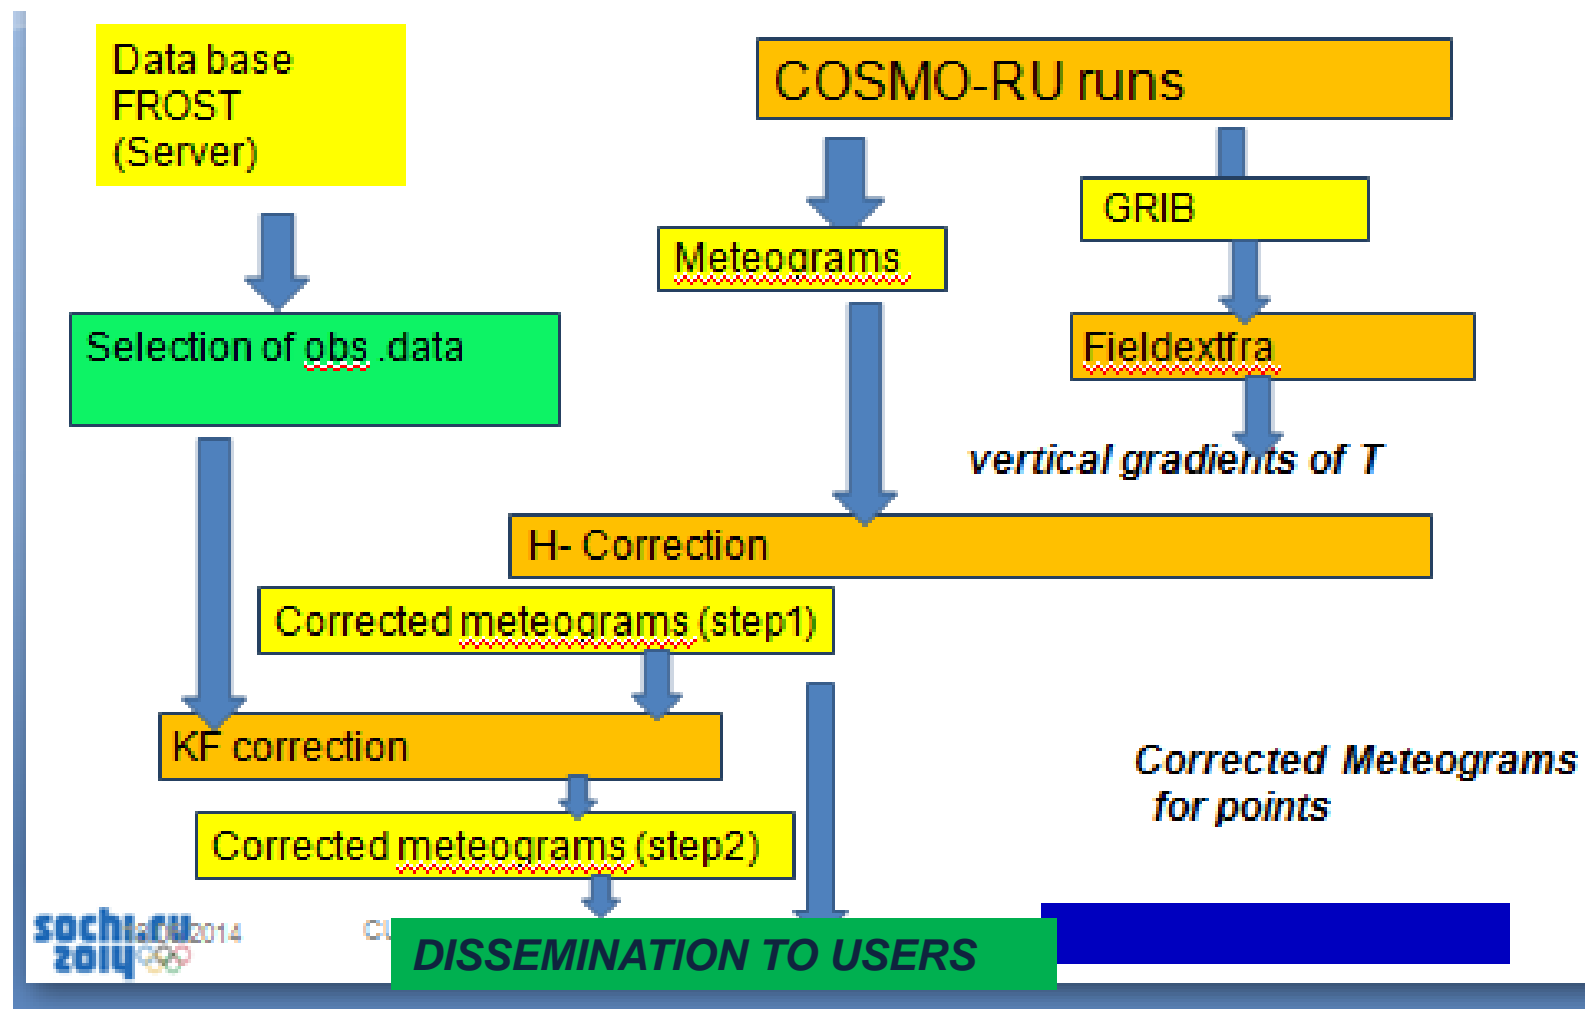 Data base
FROST
(Server)
COSMO-RU runs
GRIB
Meteograms
Selection of obs .data
Fieldextfra
vertical gradients of T
H- Correction
Corrected meteograms (step1)
KF correction
Corrected Meteograms
for points
Corrected meteograms (step2)
sochi.ru
2014
2014
DISSEMINATION TO USERS